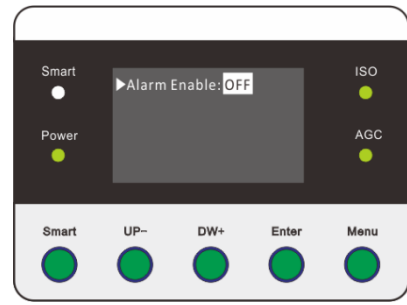 Smart
ISO
▶Alarm Enable: OFF
Power
AGC
Smart UP− DW+ Enter Menu